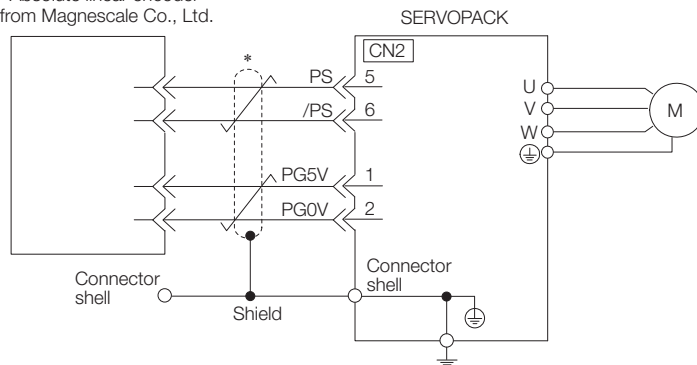 from Magnescale Co., Ltd.
SERVOPACK
*
CN2
PS
5
/PS
6
PG5V
1
PG0V
2
U
V
W
M
Connector
shell
Shield
Connector
shell